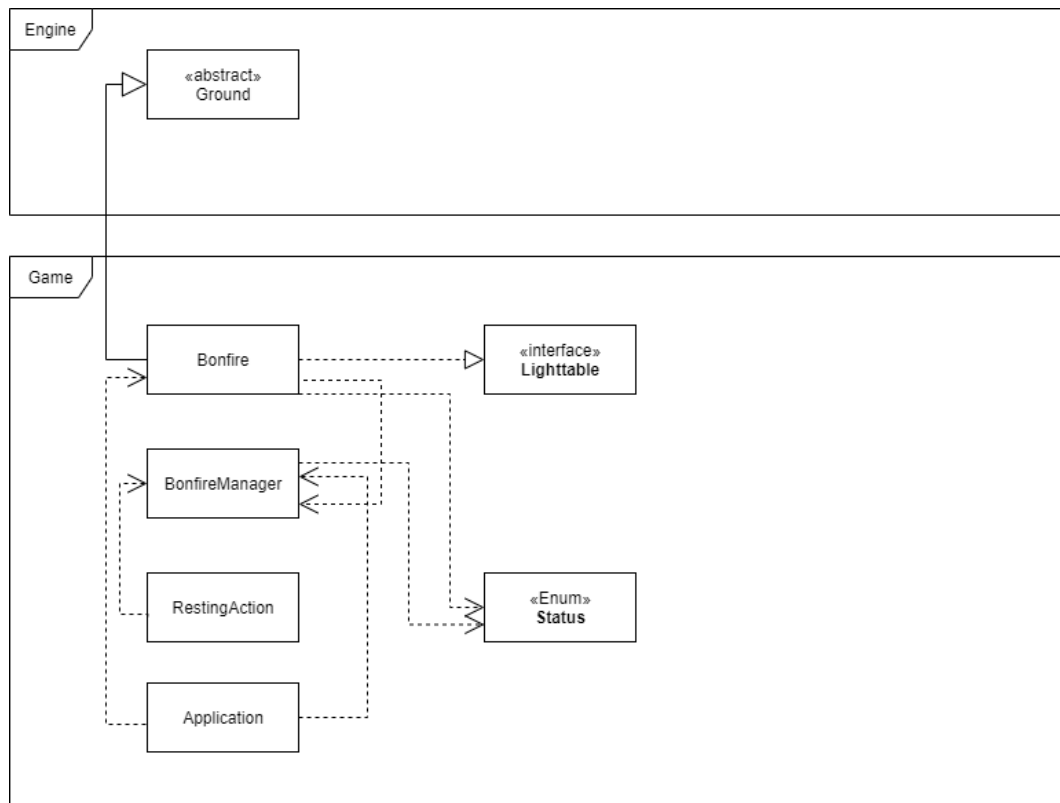 Engine
«abstract»
Ground
Game
Bonfire
«interface»
Lighttable
BonfireManager
RestingAction
«Enum»
Status
Application